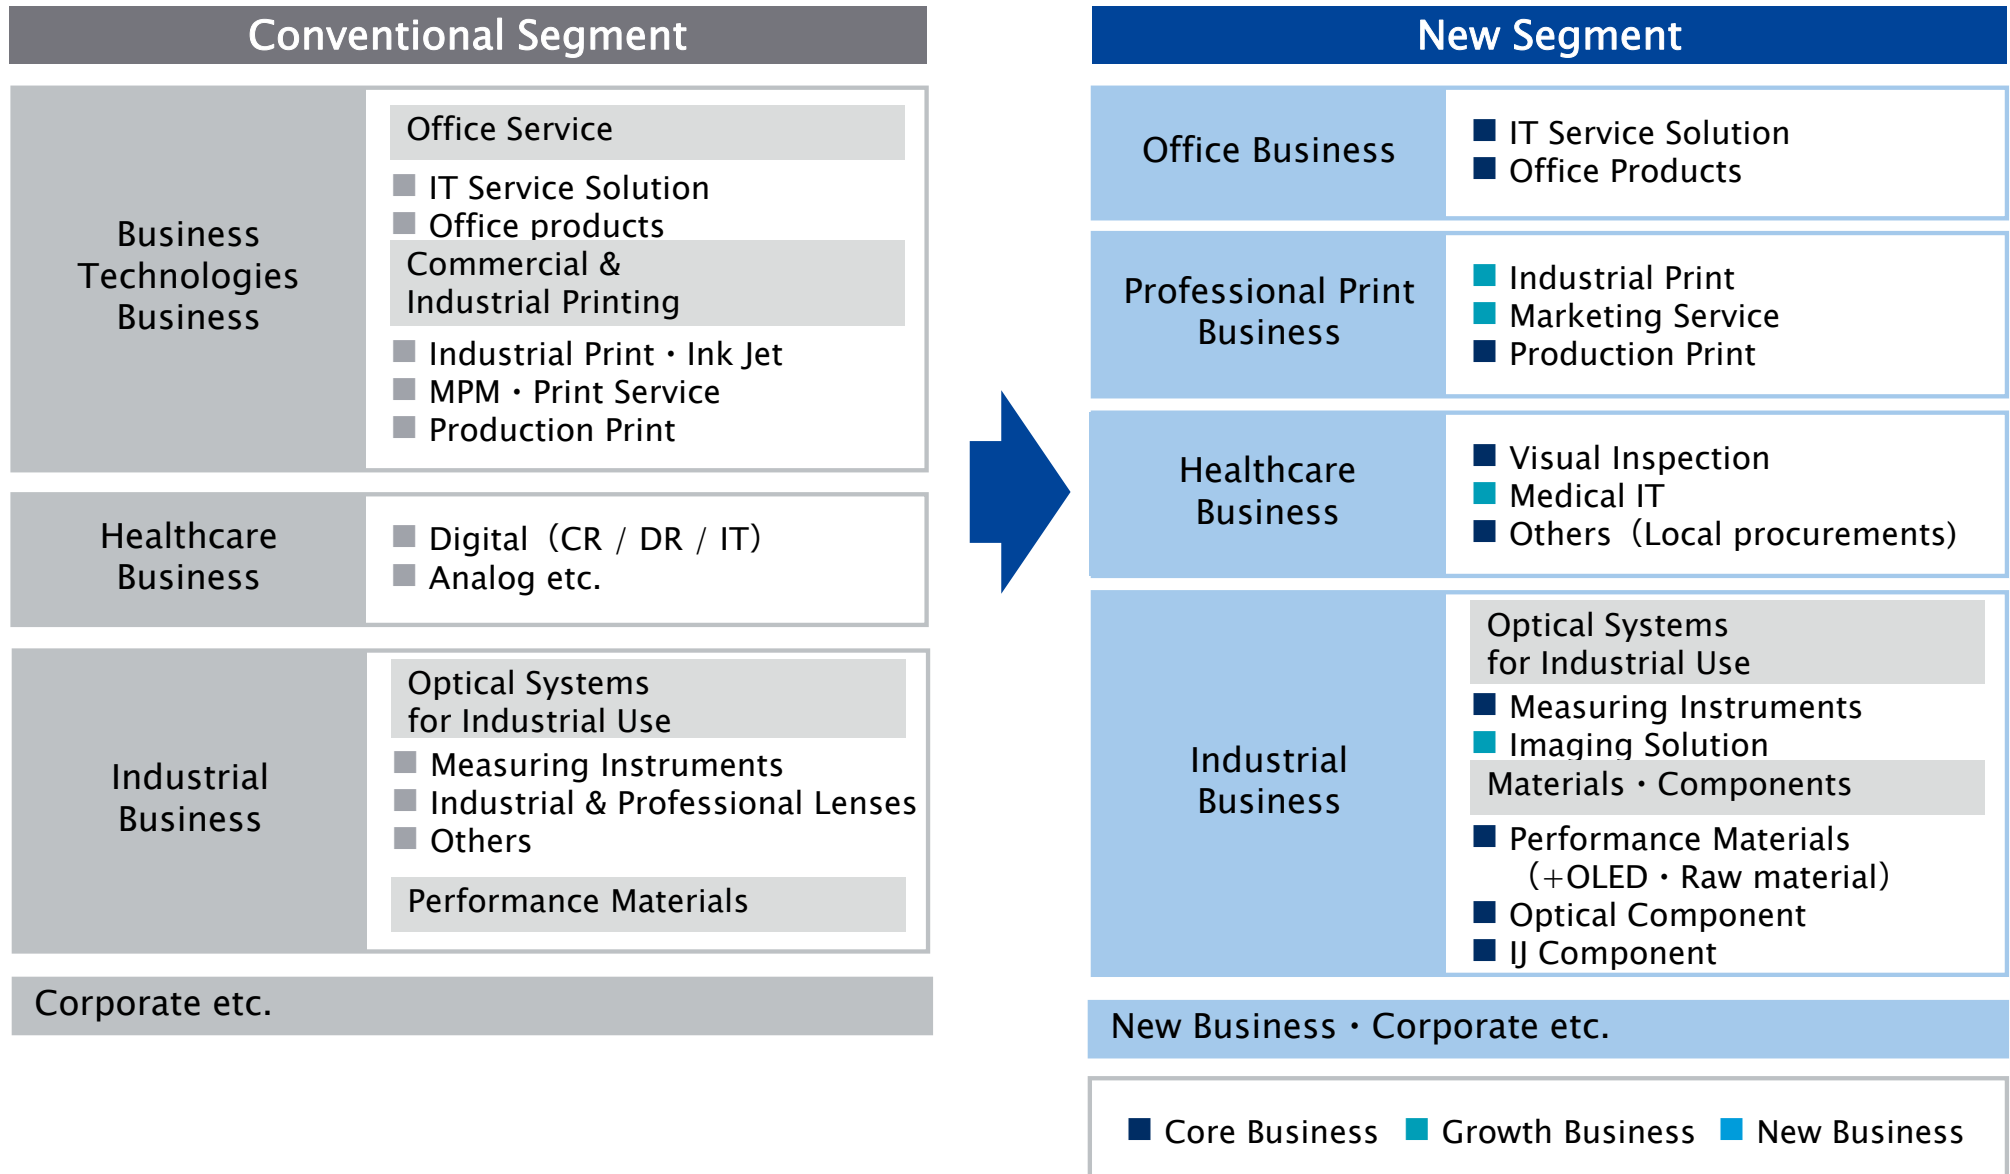 Conventional Segment
Business
Technologies
Business
Office Service
IT Service Solution
Office products
Commercial &
Industrial Printing
Industrial Print・Ink Jet
MPM・Print Service
Production Print
Healthcare
Business
Digital（CR / DR / IT）
Analog etc.
Industrial
Business
Optical Systems
for Industrial Use
Measuring Instruments
Industrial & Professional Lenses
Others
Performance Materials
Corporate etc.
New Segment
Office Business
IT Service Solution
Office Products
Professional Print
Business
Industrial Print
Marketing Service
Production Print
Healthcare
Business
Visual Inspection
Medical IT
Others（Local procurements)
Industrial
Business
Optical Systems
for Industrial Use
Measuring Instruments
Imaging Solution
Materials・Components
Performance Materials
（+OLED・Raw material）
Optical Component
IJ Component
New Business・Corporate etc.
Core Business Growth Business New Business